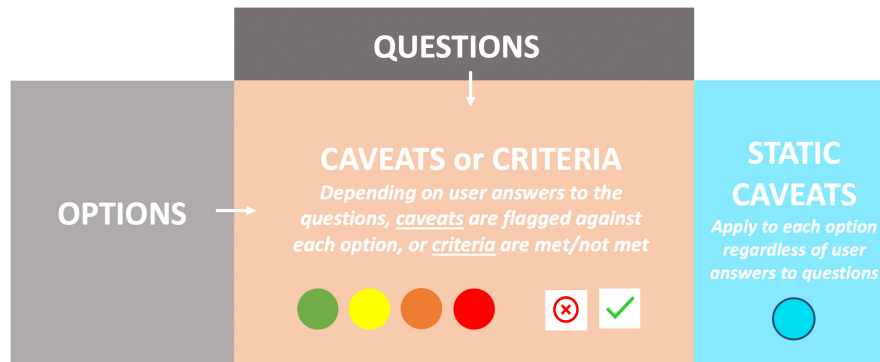 QUESTIONS
OPTIONS
CAVEATS or CRITERIA
Depending on user answers to the
questions, caveats are flagged against
each option, or criteria are met/not met
STATIC
CAVEATS
Apply to each option
regardless of user
answers to questions